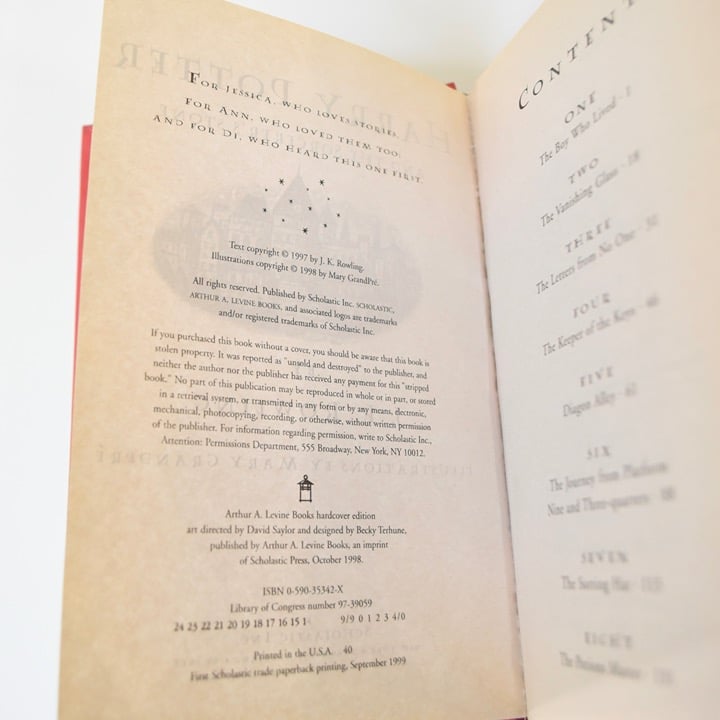 FOR JESSICA, WHO LOVES STORIES,
FOR ANN, WHO LOVED THEM TOO;
AND FOR DI, WHO HEARD THIS ONE FIRST.
Text copyright © 1997 by J. K. Rowling.
Illustrations copyright © 1998 by Mary GrandPré.
All rights reserved. Published by Scholastic Inc. SCHOLASTIC,
ARTHUR A. LEVINE BOOKS, and associated logos are trademarks
and/or registered trademarks of Scholastic Inc.
If you purchased this book without a cover, you should be aware that this book is
stolen property. It was reported as "unsold and destroyed" to the publisher, and
neither the author nor the publisher has received any payment for this "stripped
book." No part of this publication may be reproduced in whole or in part, or stored
in a retrieval system, or transmitted in any form or by any means, electronic,
mechanical, photocopying, recording, or otherwise, without written permission
of the publisher. For information regarding permission, write to Scholastic Inc.,
Attention: Permissions Department, 555 Broadway, New York, NY 10012.
Arthur A. Levine Books hardcover edition
art directed by David Saylor and designed by Becky Terhune,
published by Arthur A. Levine Books, an imprint
of Scholastic Press, October 1998.
ISBN 0-590-35342-X
Library of Congress number 97-39059
24 23 22 21 20 19 18 17 16 15 1 9/9 0 1 2 3 4/0
Printed in the U.S.A. 40
First Scholastic trade paperback printing, September 1999
CONTENT
ONE
The Boy Who Lived · 1
TWO
The Vanishing Glass · 18
THREE
The Letters from No One
FOUR
The Keeper of the Keys · 46
FIVE
Diagon Alley · 61
SIX
The Journey from Platform
Nine and Three-quarters
SEVEN
The Sorting Hat
EIGHT
The Potions Master